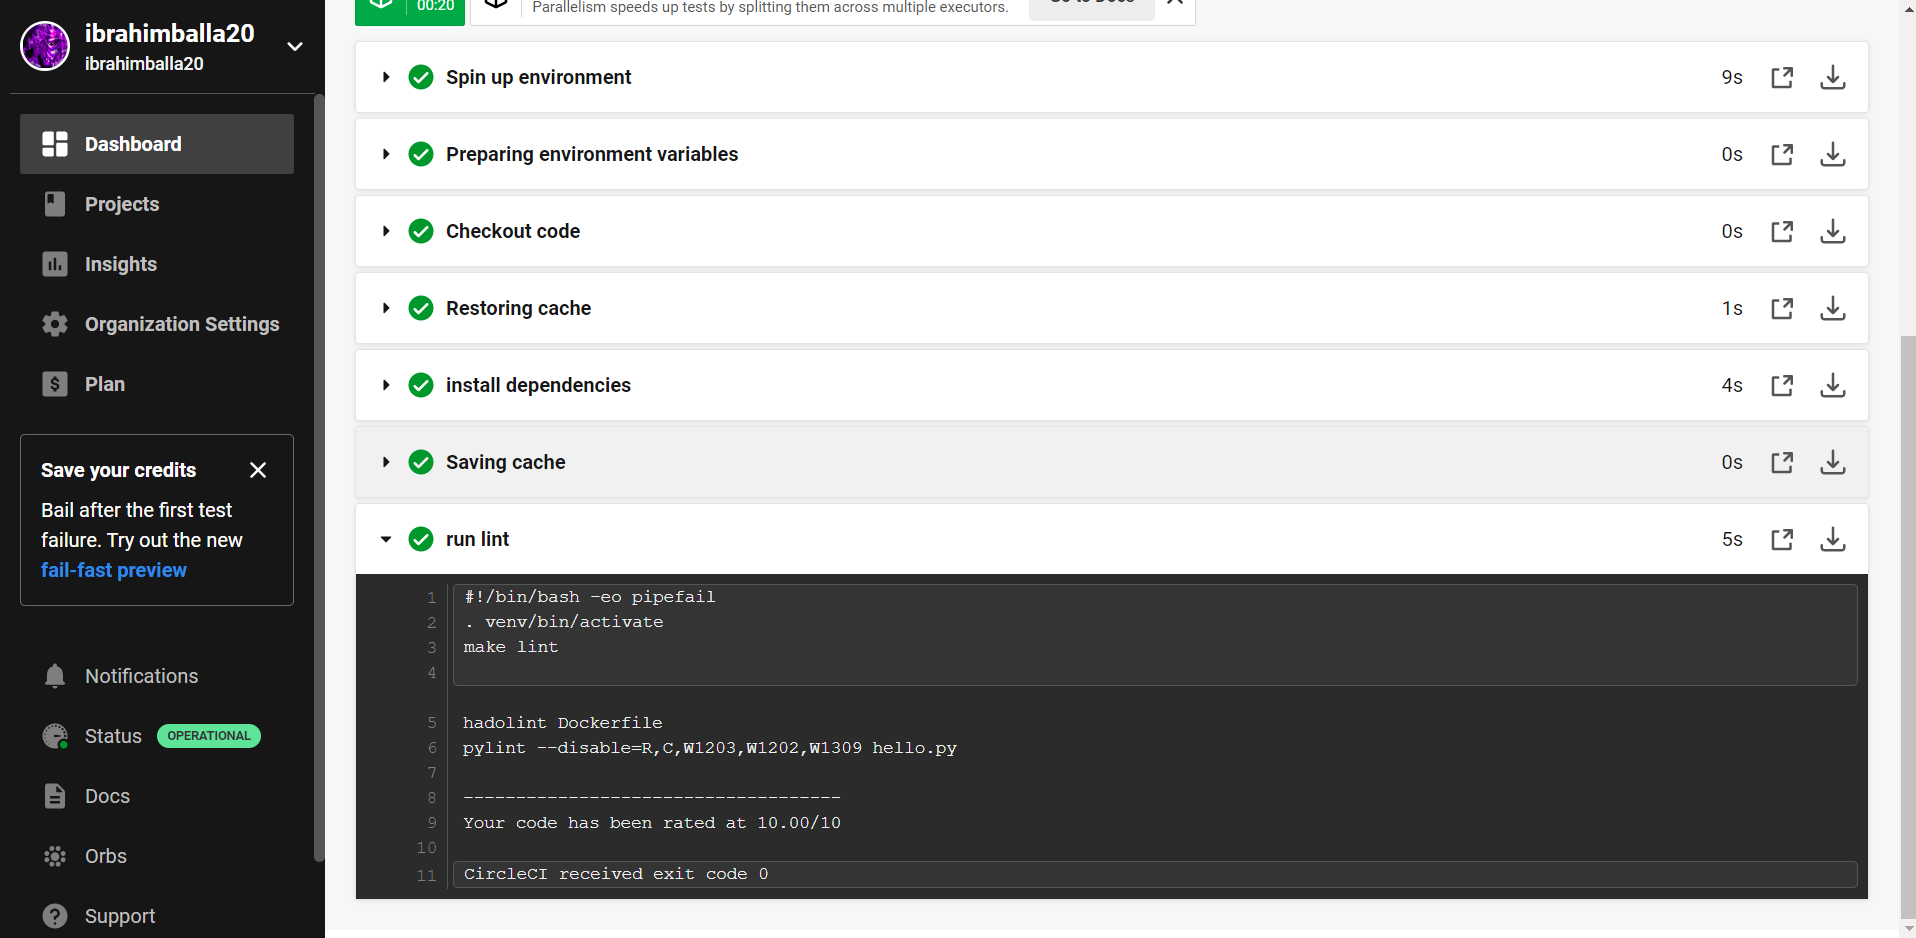 ibrahimballa20
ibrahimballa20
Dashboard
Projects
Insights
Organization Settings
Plan
Save your credits
Bail after the first test
failure. Try out the new
fail-fast preview
Notifications
Status OPERATIONAL
Docs
Orbs
Support
00:20
Parallelism speeds up tests by splitting them across multiple executors.
Go to Docs
Spin up environment 9s
Preparing environment variables 0s
Checkout code 0s
Restoring cache 1s
install dependencies 4s
Saving cache 0s
run lint 5s
1 #!/bin/bash -eo pipefail
2 . venv/bin/activate
3 make lint
4
5 hadolint Dockerfile
6 pylint --disable=R,C,W1203,W1202,W1309 hello.py
7
8 ------------------------------------
9 Your code has been rated at 10.00/10
10
11 CircleCI received exit code 0